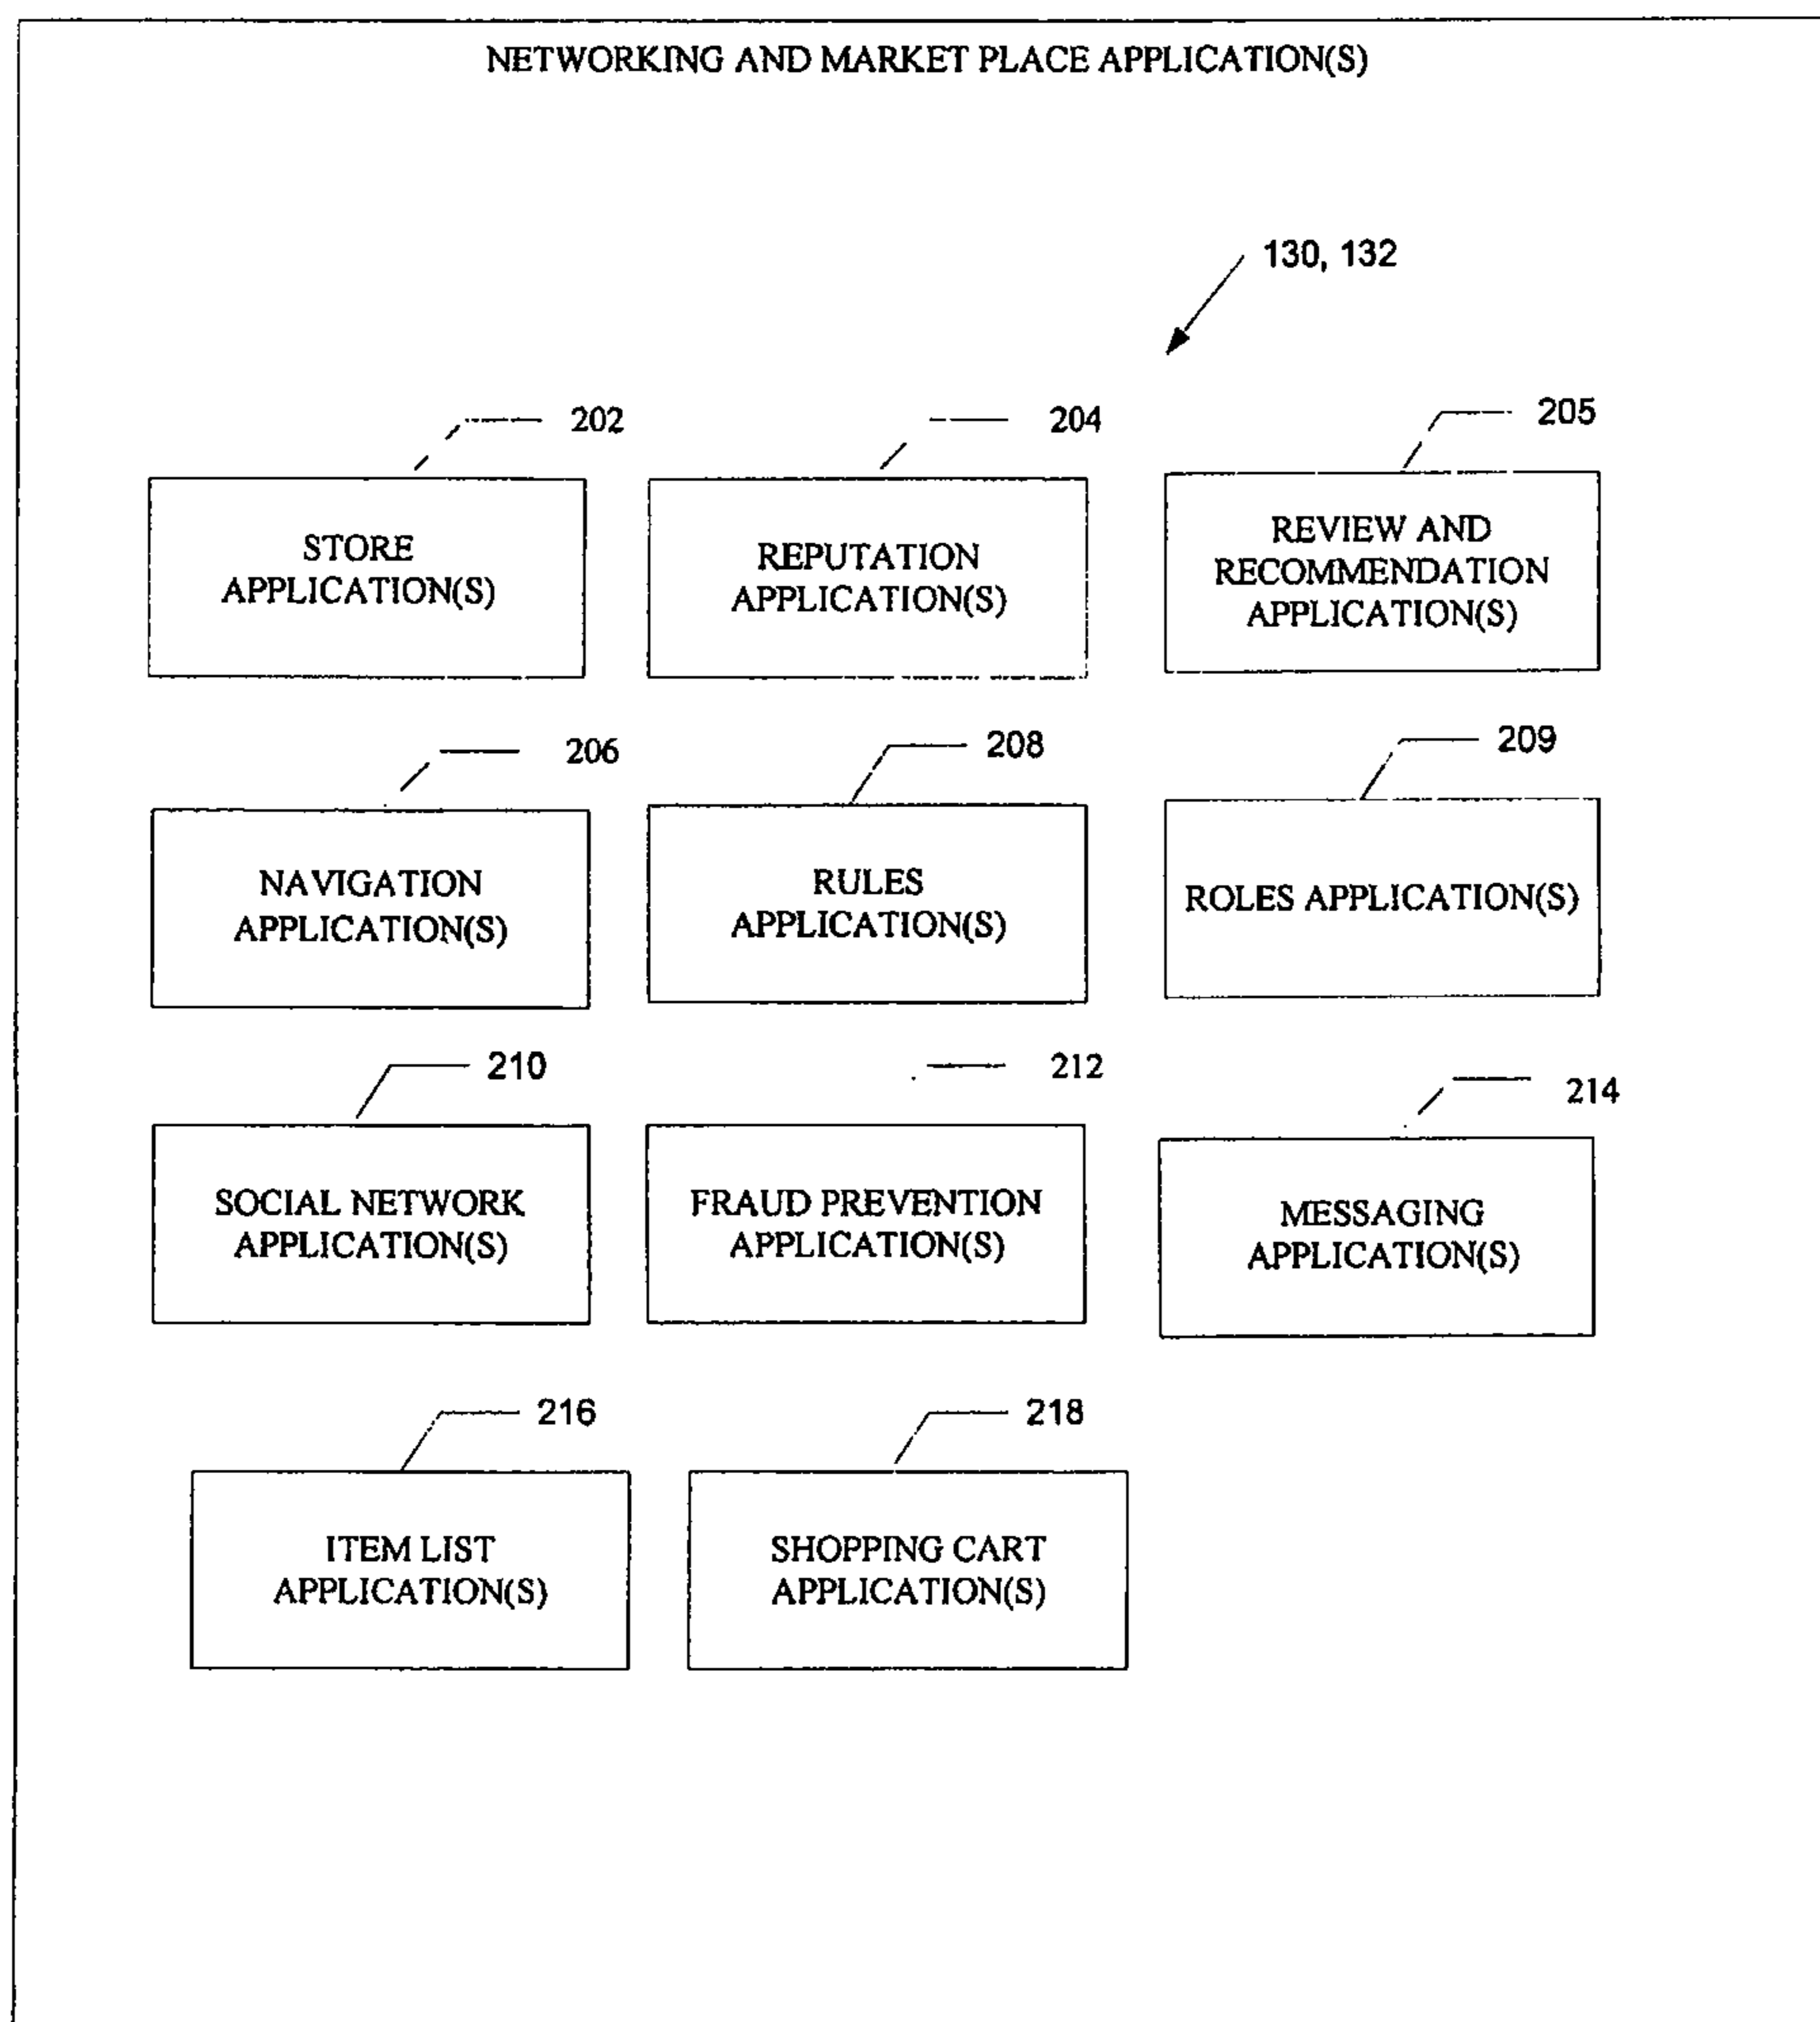 NETWORKING AND MARKET PLACE APPLICATION(S)
130, 132
202
204
205
STORE
APPLICATION(S)
REPUTATION
APPLICATION(S)
REVIEW AND
RECOMMENDATION
APPLICATION(S)
206
208
209
NAVIGATION
APPLICATION(S)
RULES
APPLICATION(S)
ROLES APPLICATION(S)
210
212
214
SOCIAL NETWORK
APPLICATION(S)
FRAUD PREVENTION
APPLICATION(S)
MESSAGING
APPLICATION(S)
216
218
ITEM LIST
APPLICATION(S)
SHOPPING CART
APPLICATION(S)